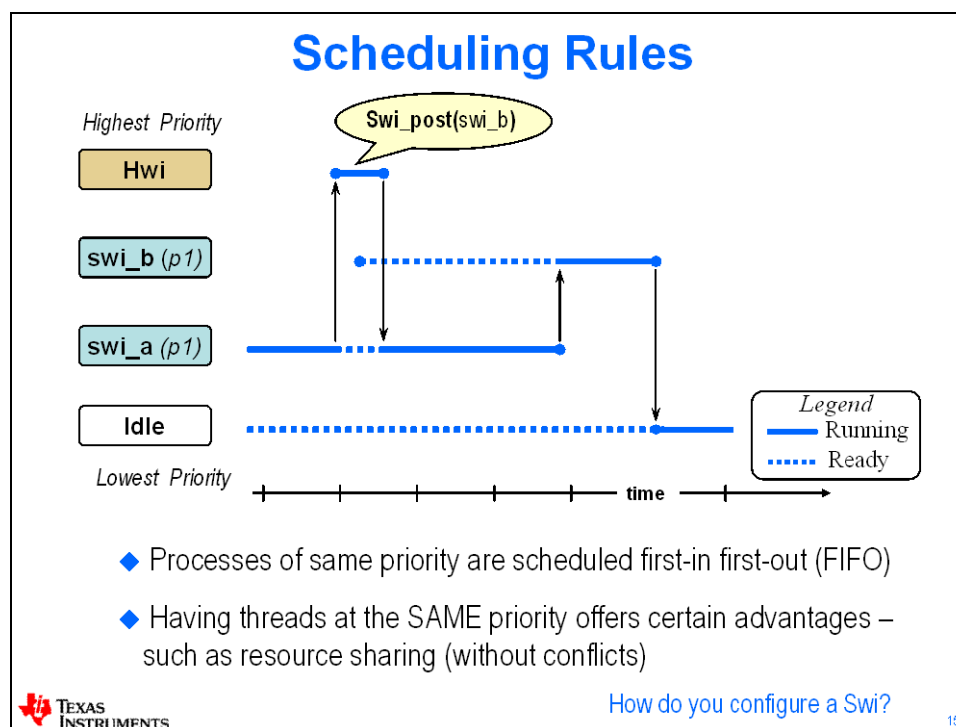 Scheduling Rules
Highest Priority
Swi_post(swi_b)
Hwi
swi_b (p1)
swi_a (p1)
Idle
Legend
Running
Ready
Lowest Priority
time
Processes of same priority are scheduled first-in first-out (FIFO)
Having threads at the SAME priority offers certain advantages –
such as resource sharing (without conflicts)
TEXAS
INSTRUMENTS
How do you configure a Swi?